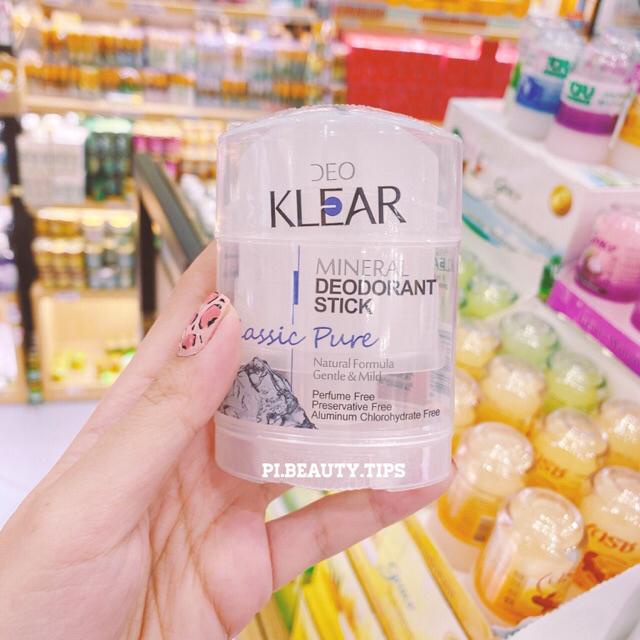 DEO
KLEAR
MINERAL
DEODORANT
STICK
assic Pure
Natural Formula
Gentle & Mild
Perfume Free
Preservative Free
Aluminum Chlorohydrate Free
PI.BEAUTY.TIPS